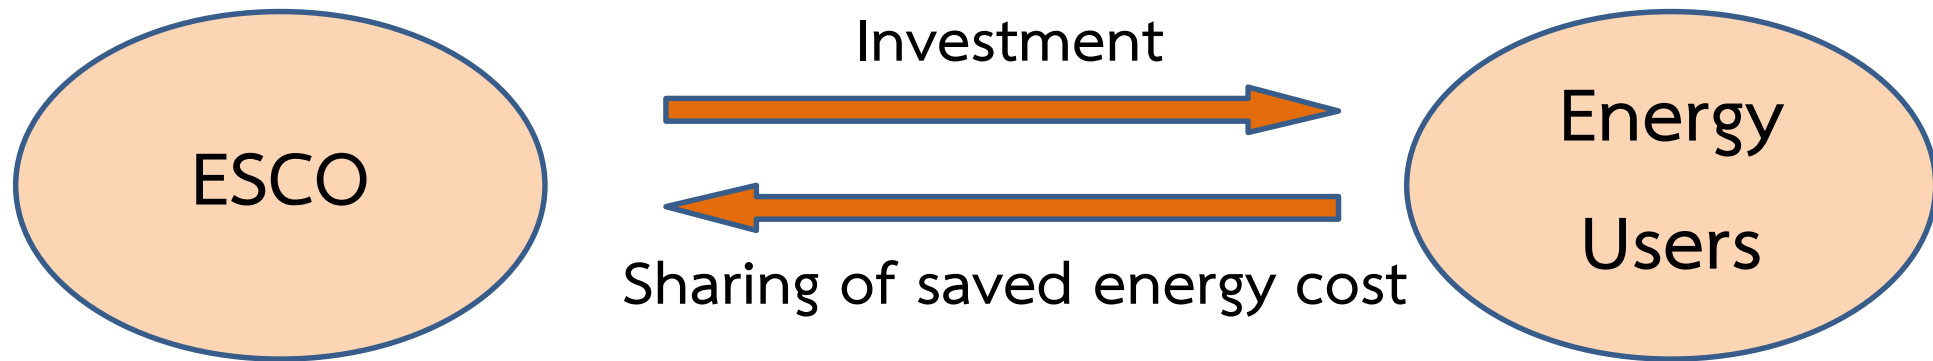 ESCO
Investment
Sharing of saved energy cost
Energy
Users